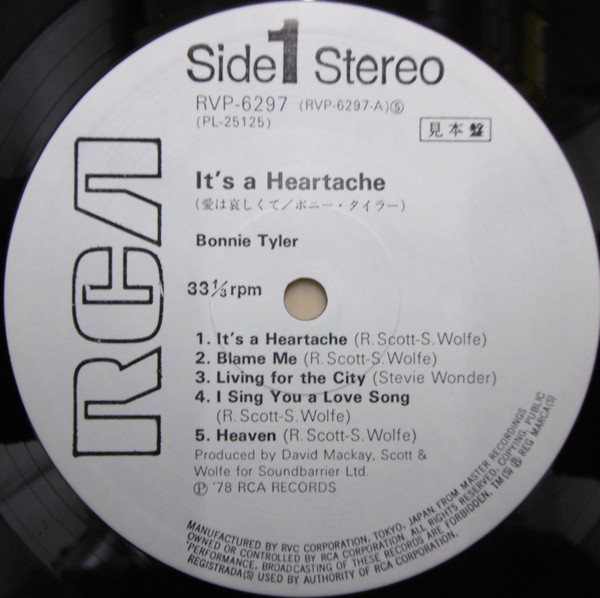 Side 1 Stereo
RVP-6297 (RVP-6297-A)⑤
(PL-25125)
見本盤
RCA
It's a Heartache
(愛は哀しくて/ボニー・タイラー)
Bonnie Tyler
33⅓rpm
1. It's a Heartache (R.Scott-S.Wolfe)
2. Blame Me (R.Scott-S.Wolfe)
3. Living for the City (Stevie Wonder)
4. I Sing You a Love Song
(R.Scott-S.Wolfe)
5. Heaven (R.Scott-S.Wolfe)
Produced by David Mackay, Scott &
Wolfe for Soundbarrier Ltd.
Ⓟ '78 RCA RECORDS
MANUFACTURED BY RVC CORPORATION, TOKYO, JAPAN FROM MASTER RECORDINGS
OWNED OR CONTROLLED BY RCA CORPORATION. ALL RIGHTS RESERVED, COPTING, PUBLIC
PERFORMANCE, BROADCASTING OF THESE RECORDS ARE FORBIDDEN. TM(S) ® REG MARCA(S)
REGISTRADA(S) USED BY AUTHORITY OF RCA CORPORATION.